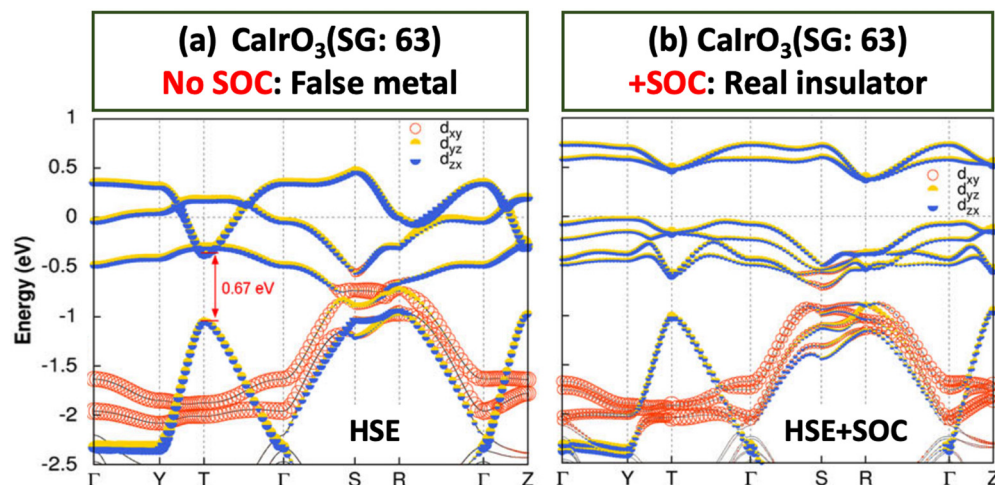 (a) CaIrO3(SG: 63)
No SOC: False metal
(b) CaIrO3(SG: 63)
+SOC: Real insulator
Energy (eV)
1
0.5
0
-0.5
-1
-1.5
-2
-2.5
dxy
dyz
dzx
0.67 eV
HSE
Γ Y T Γ S R Γ Z
dxy
dyz
dzx
HSE+SOC
Γ Y T Γ S R Γ Z